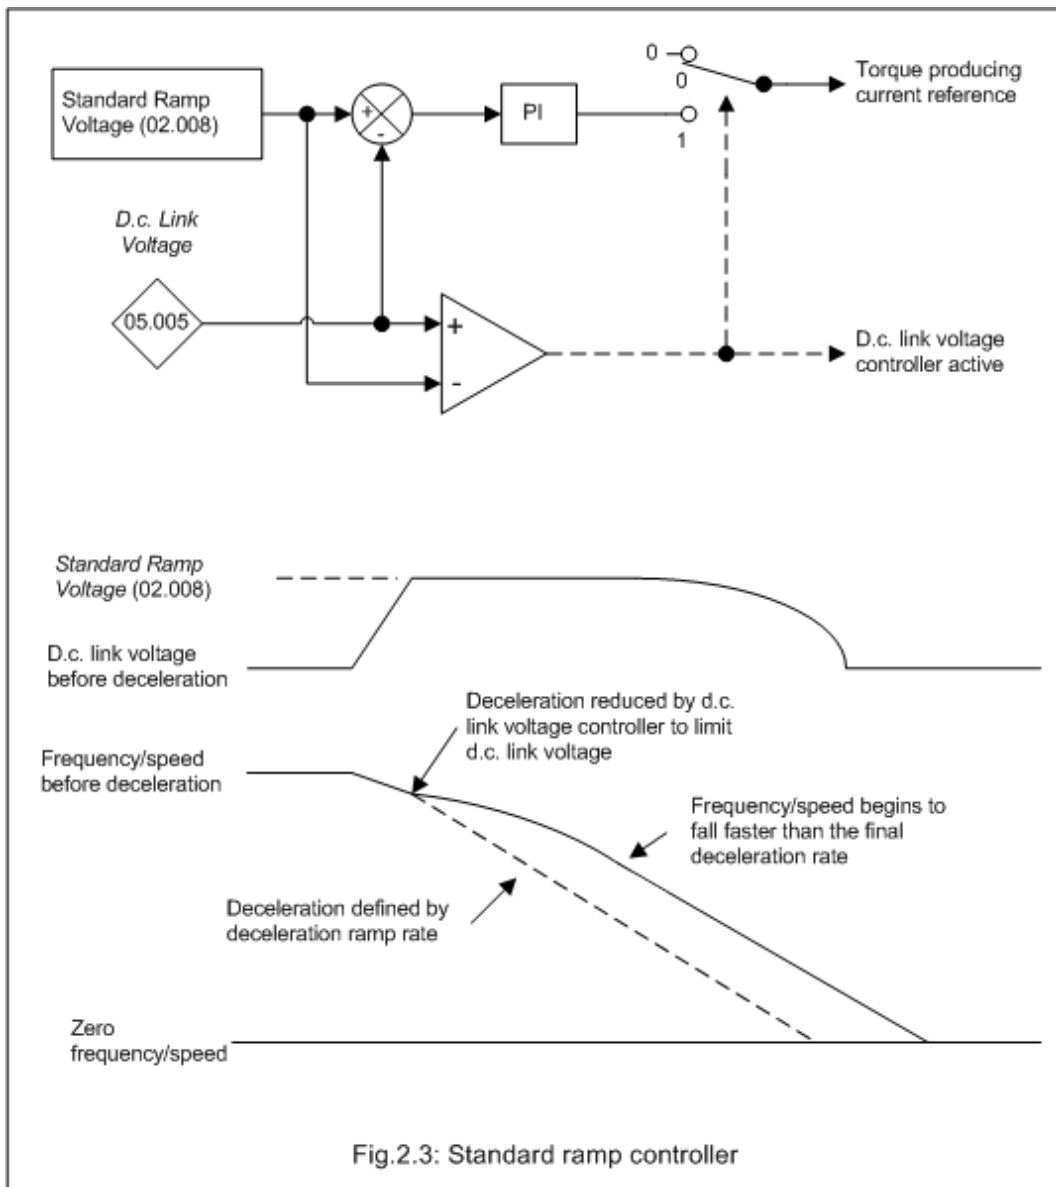 Standard Ramp
Voltage (02.008)
+
-
PI
0
0
1
Torque producing
current reference
D.c. Link
Voltage
05.005
+
-
D.c. link voltage
controller active
Standard Ramp
Voltage (02.008)
D.c. link voltage
before deceleration
Deceleration reduced by d.c.
link voltage controller to limit
d.c. link voltage
Frequency/speed
before deceleration
Frequency/speed begins to
fall faster than the final
deceleration rate
Deceleration defined by
deceleration ramp rate
Zero
frequency/speed
Fig.2.3: Standard ramp controller